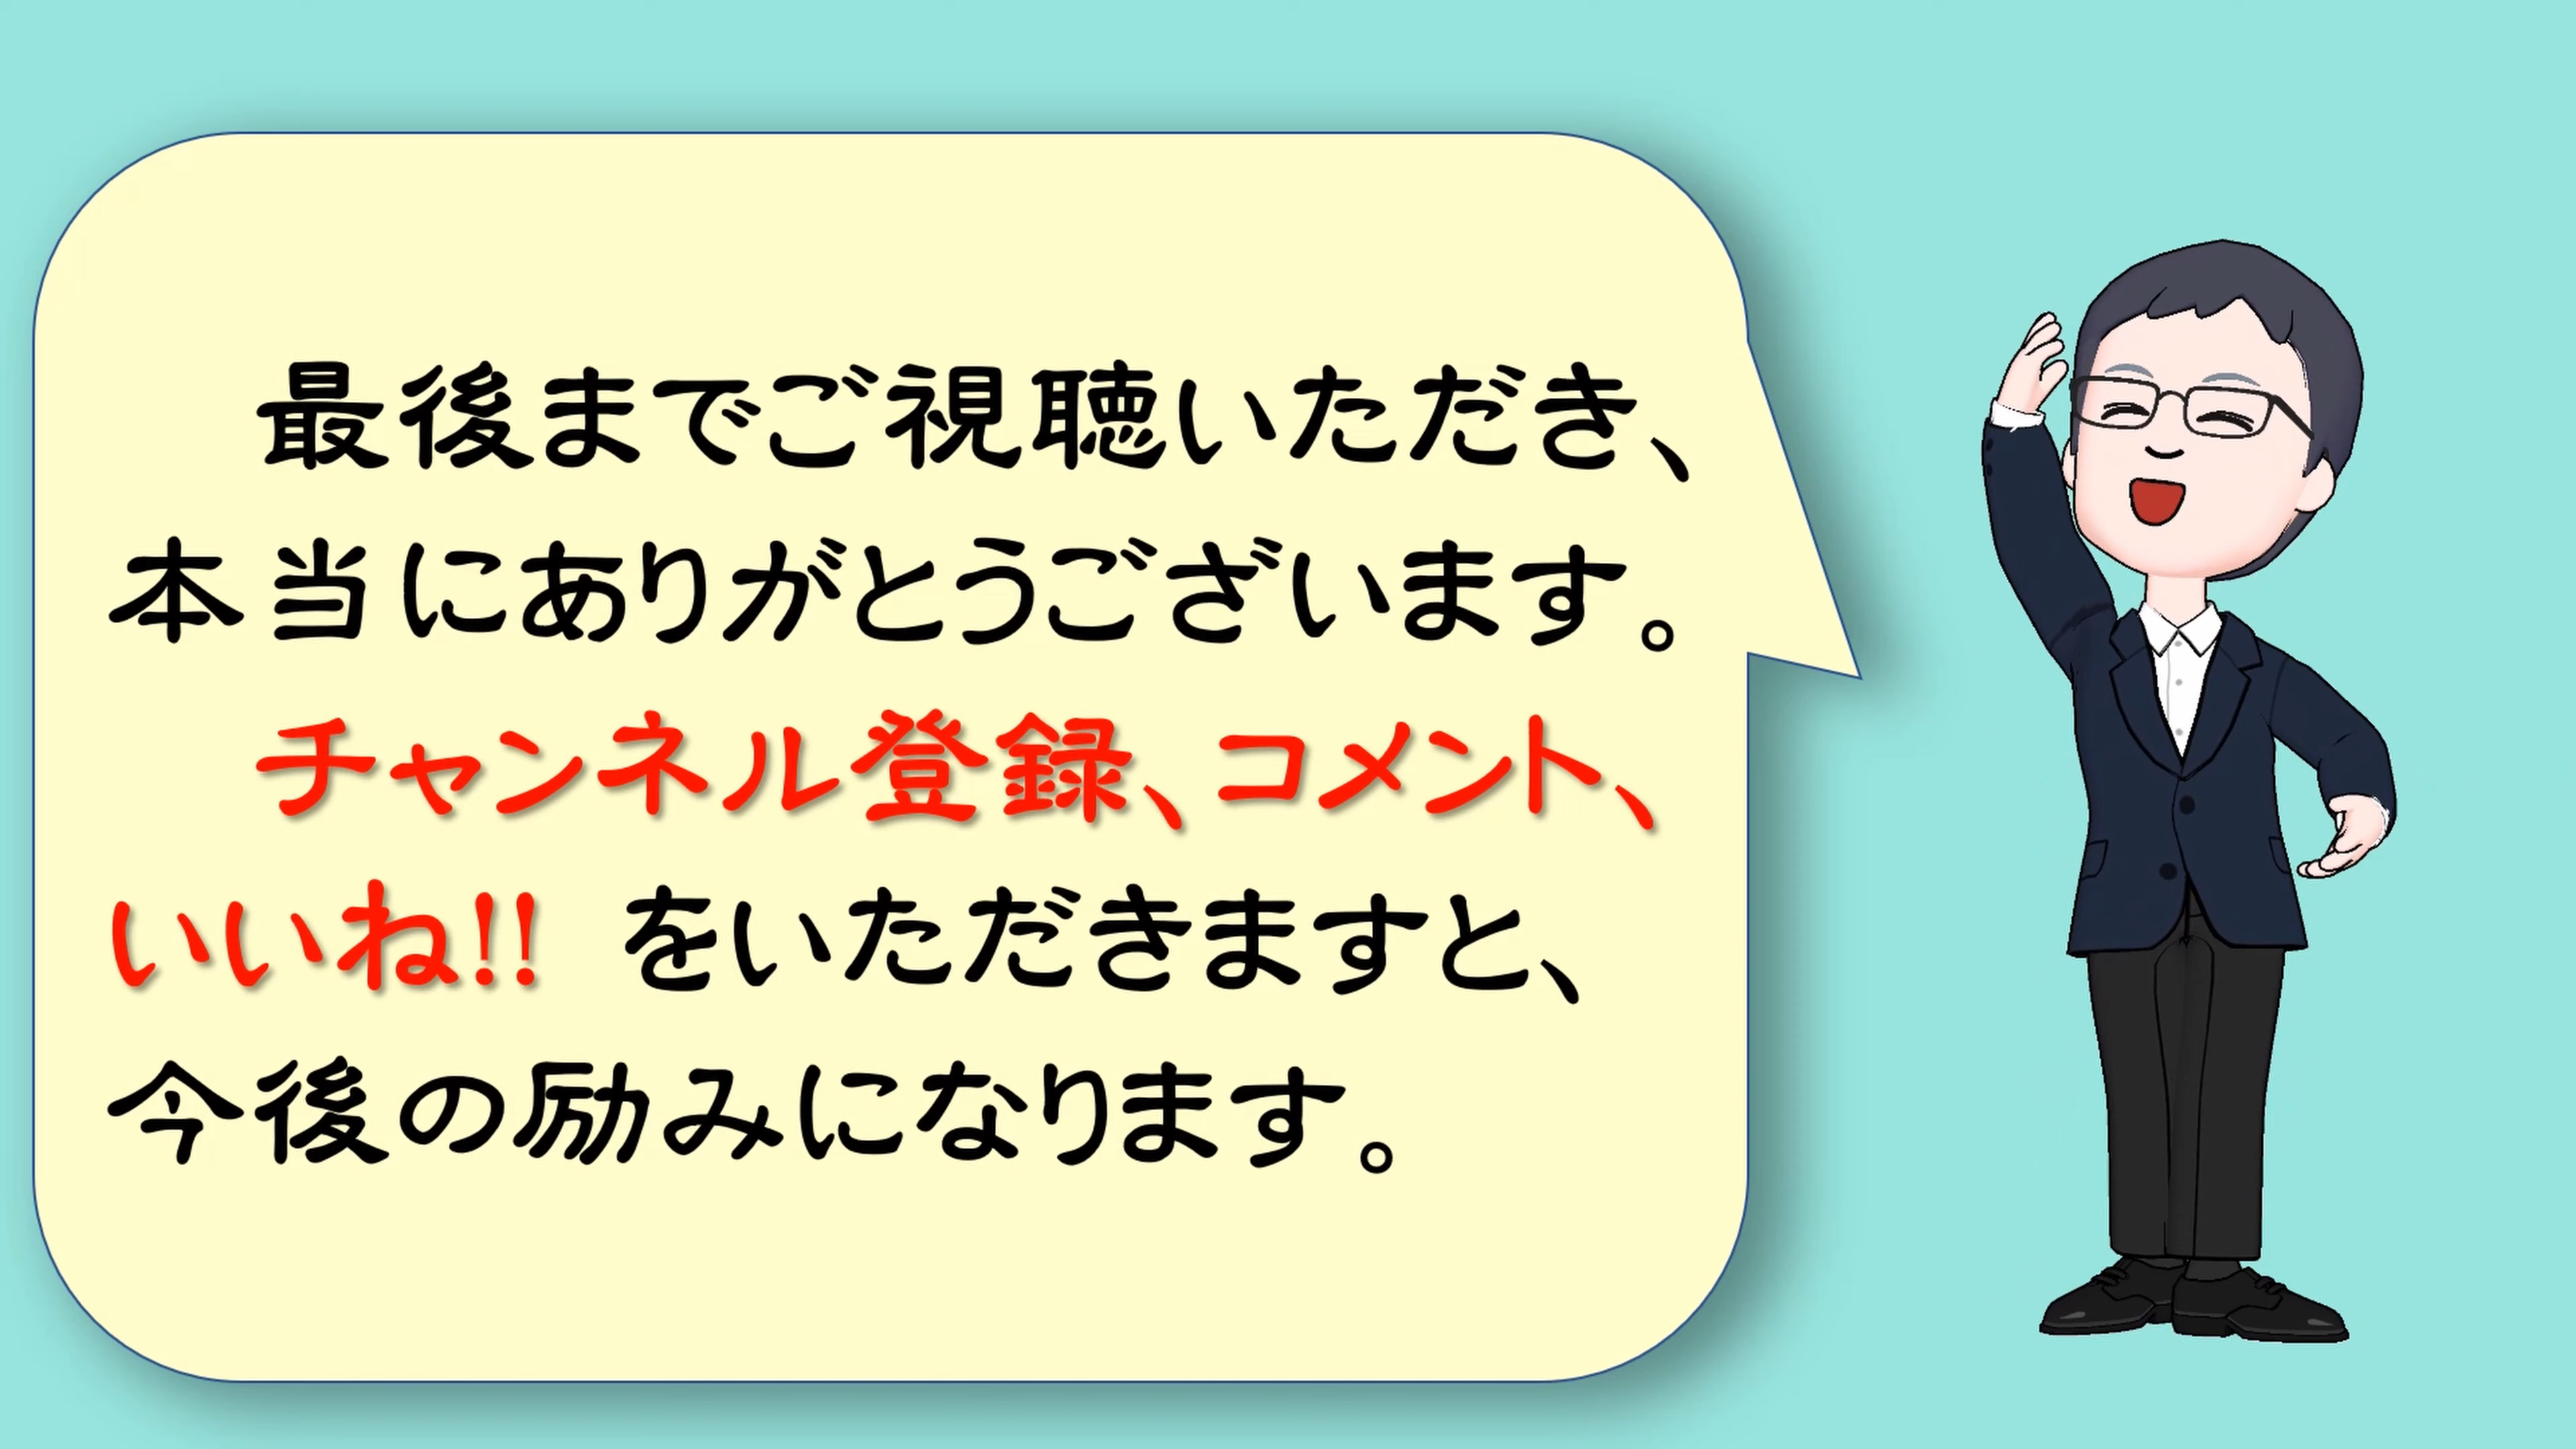 最後までご視聴いただき、
本当にありがとうございます。
チャンネル登録、コメント、
いいね!! をいただきますと、
今後の励みになります。